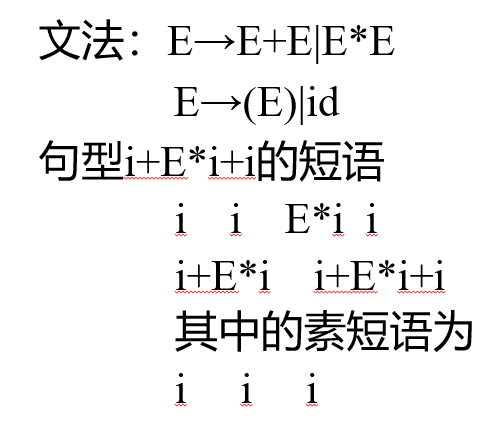 文法：E→E+E|E*E
E→(E)|id
句型i+E*i+i的短语
i i E*i i
i+E*i i+E*i+i
其中的素短语为
i i i